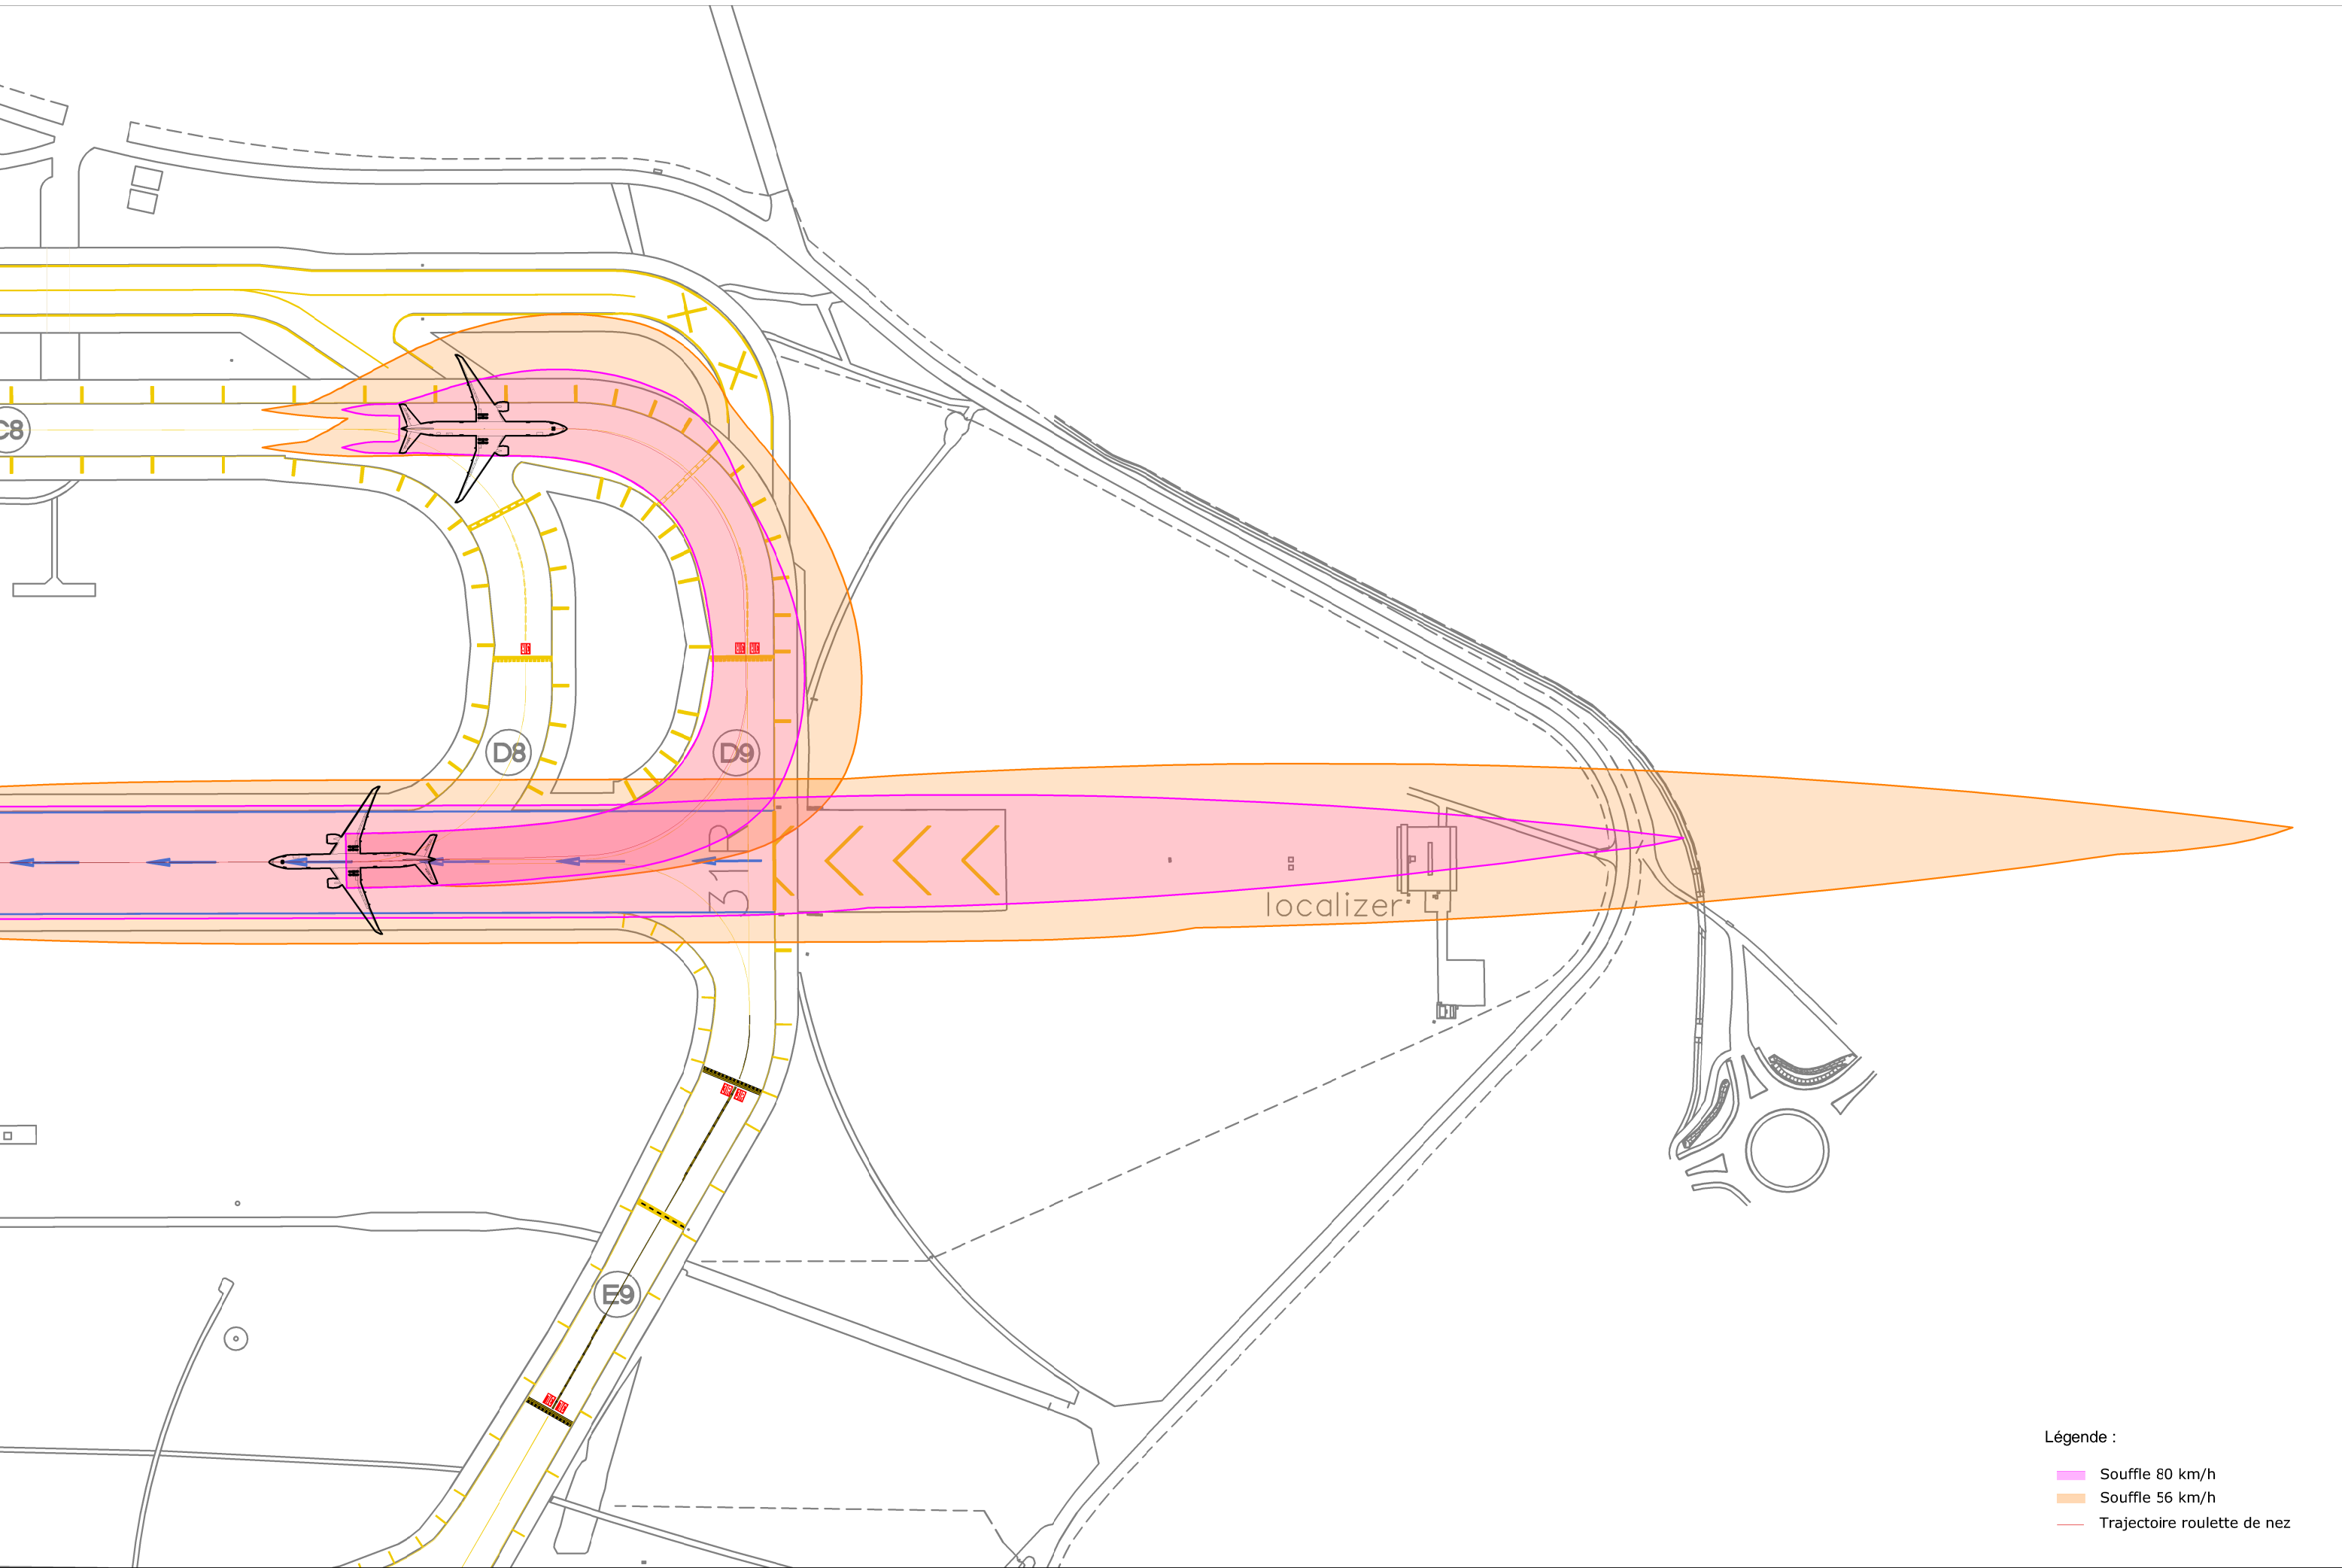 C8
D8
D9
31R
localizer
E9
Légende :
Souffle 80 km/h
Souffle 56 km/h
Trajectoire roulette de nez